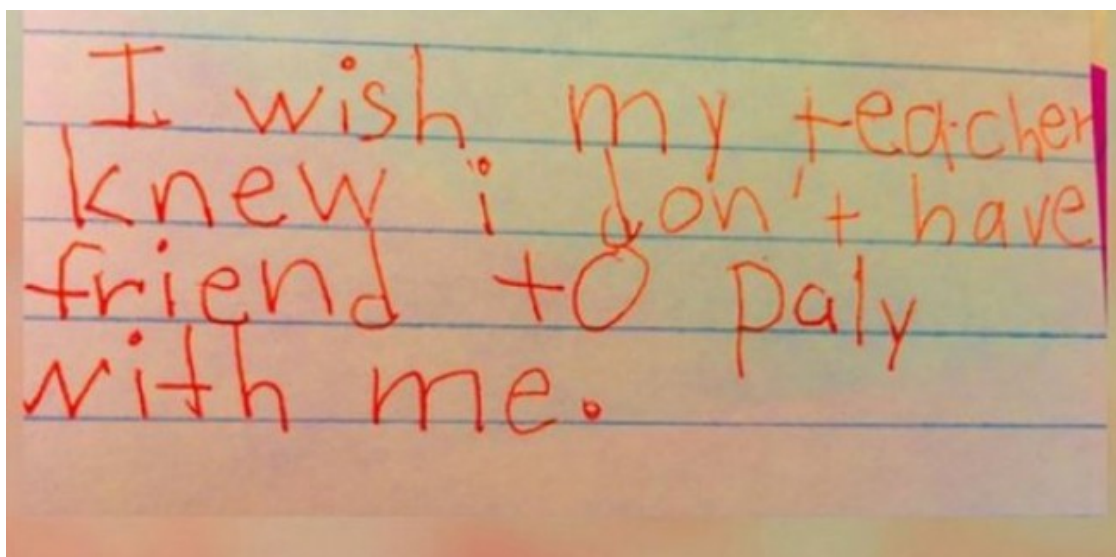 I wish my teacher
knew i don't have
friend to paly
with me.